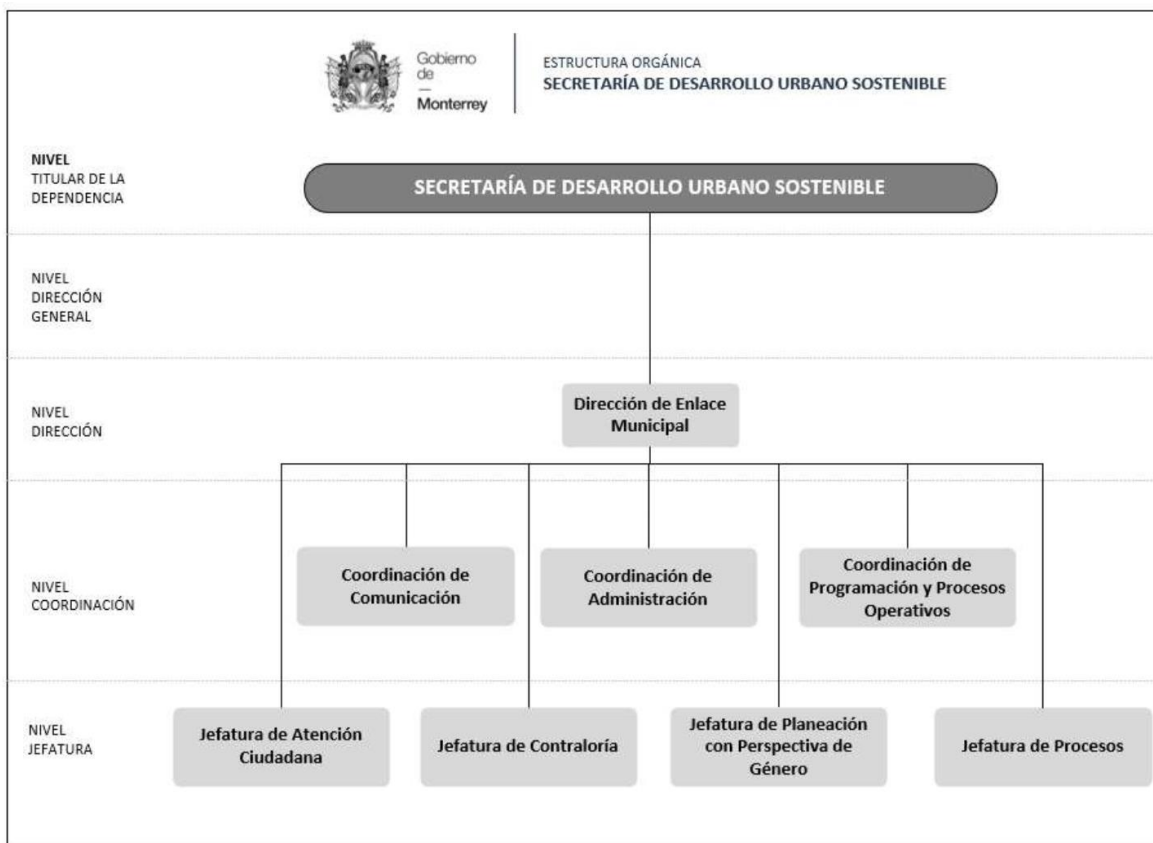 Gobierno
de
—
Monterrey
ESTRUCTURA ORGÁNICA
SECRETARÍA DE DESARROLLO URBANO SOSTENIBLE
NIVEL
TITULAR DE LA
DEPENDENCIA
SECRETARÍA DE DESARROLLO URBANO SOSTENIBLE
NIVEL
DIRECCIÓN
GENERAL
NIVEL
DIRECCIÓN
Dirección de Enlace
Municipal
NIVEL
COORDINACIÓN
Coordinación de
Comunicación
Coordinación de
Administración
Coordinación de
Programación y Procesos
Operativos
NIVEL
JEFATURA
Jefatura de Atención
Ciudadana
Jefatura de Contraloría
Jefatura de Planeación
con Perspectiva de
Género
Jefatura de Procesos